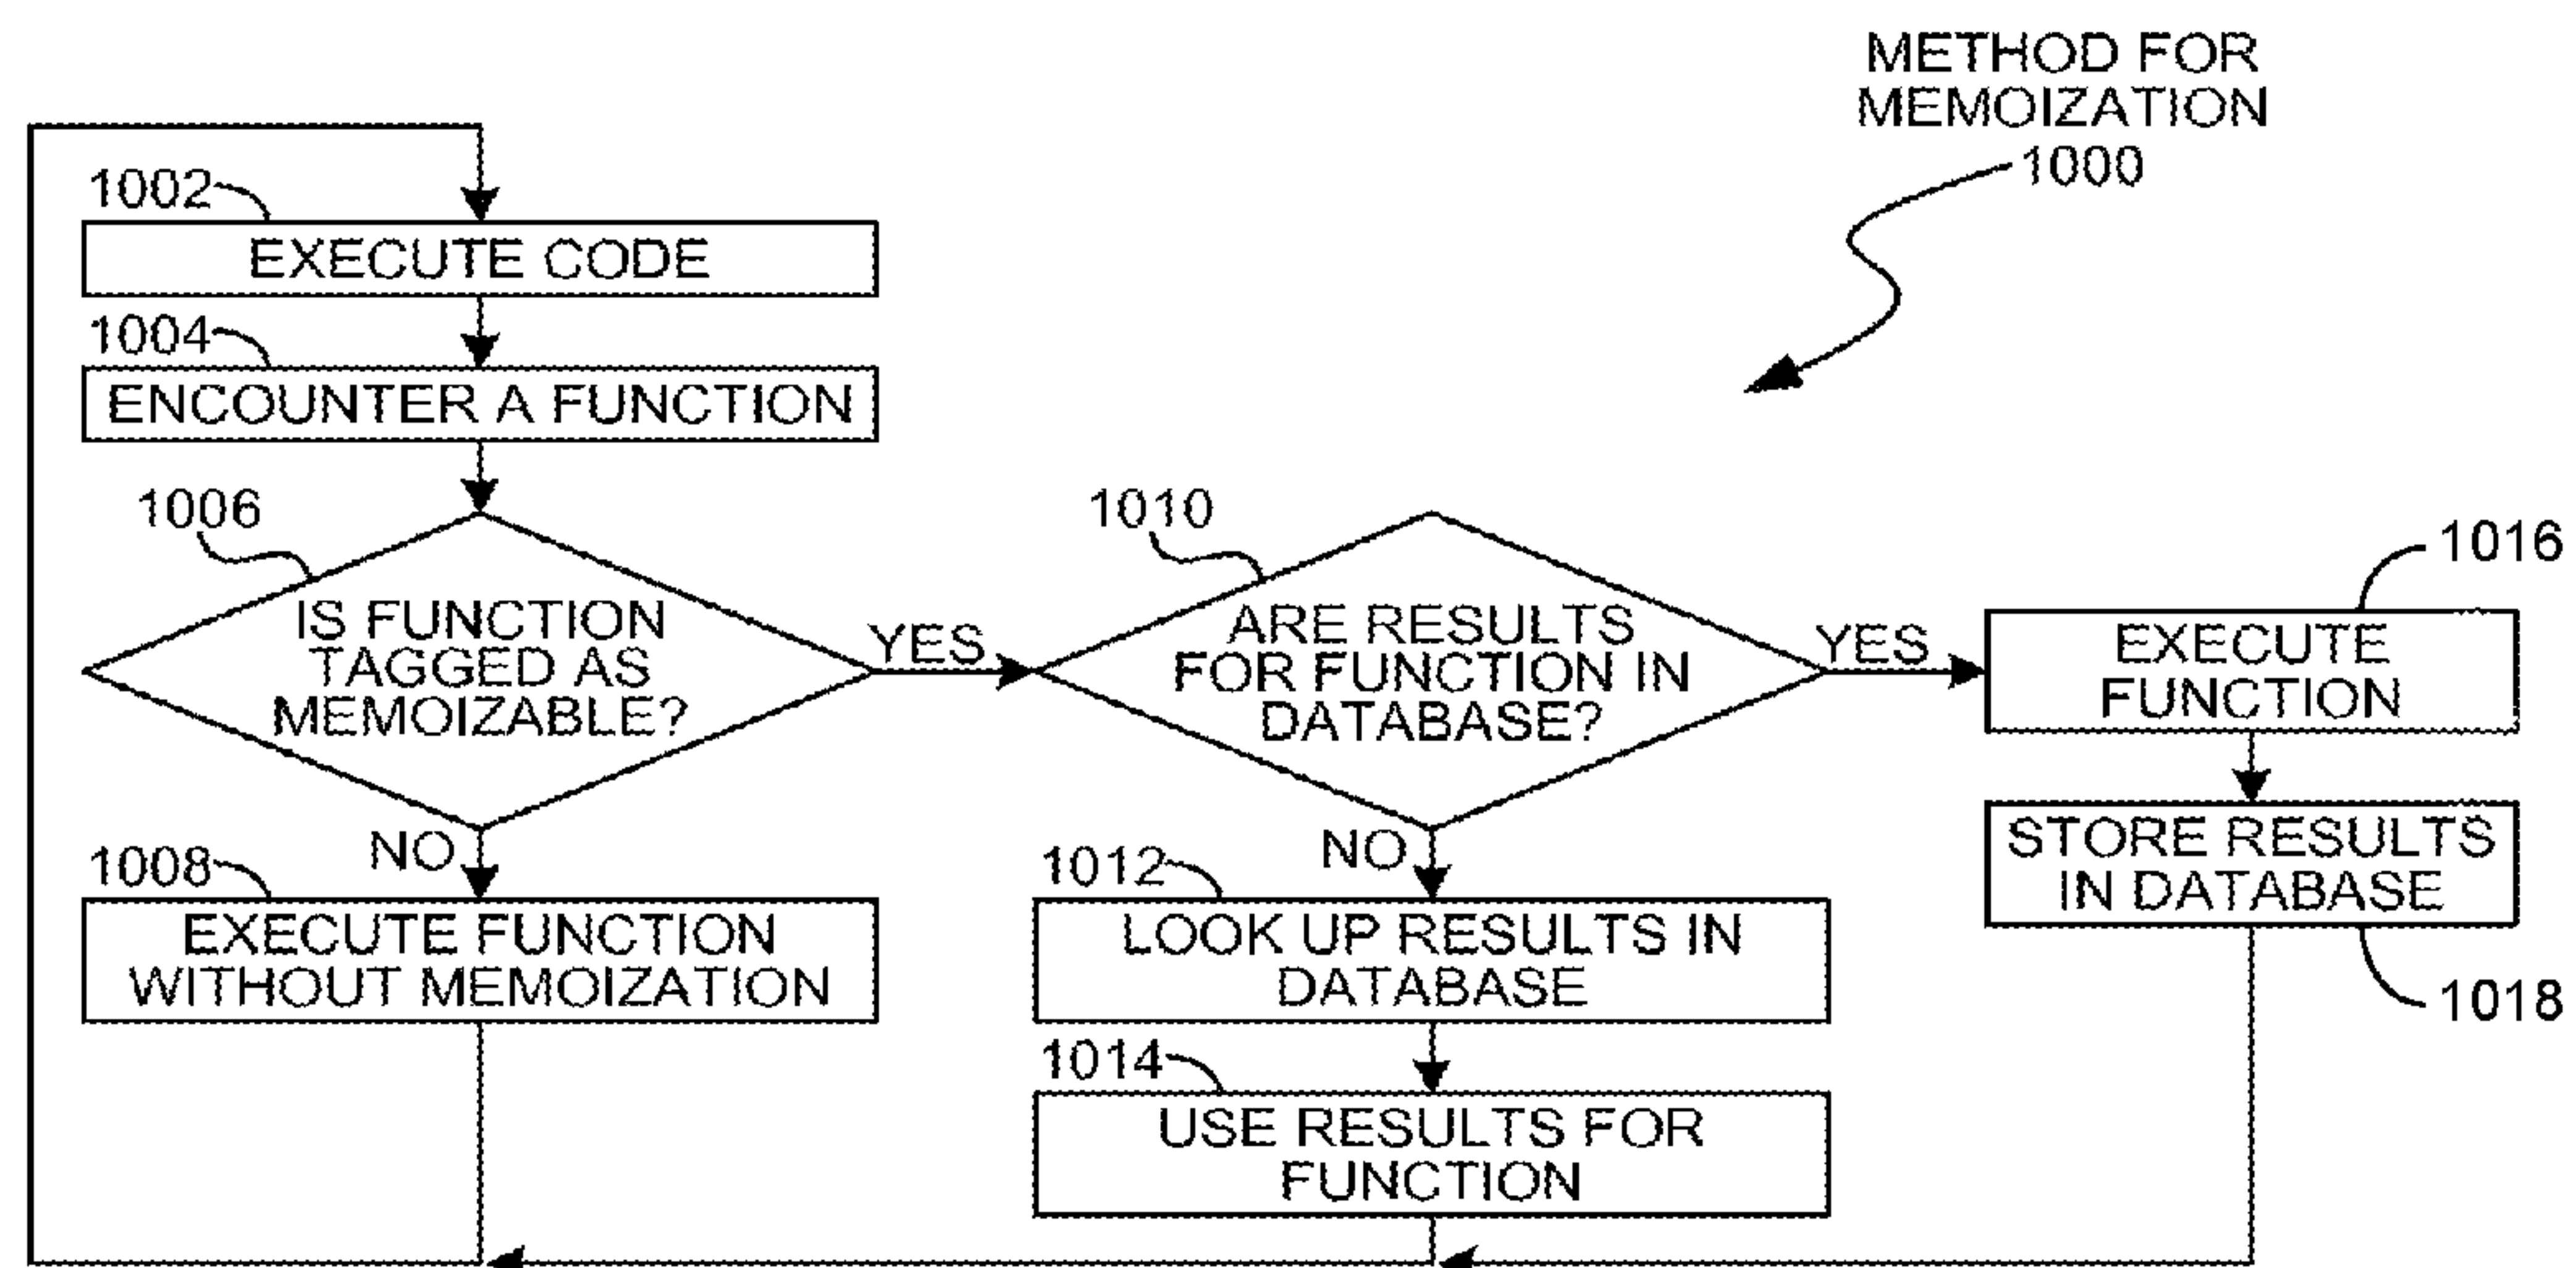 METHOD FOR
MEMOIZATION
1000
1002
EXECUTE CODE
1004
ENCOUNTER A FUNCTION
1006
IS FUNCTION
TAGGED AS
MEMOIZABLE?
YES
NO
1008
EXECUTE FUNCTION
WITHOUT MEMOIZATION
1010
ARE RESULTS
FOR FUNCTION IN
DATABASE?
YES
NO
1012
LOOK UP RESULTS IN
DATABASE
1014
USE RESULTS FOR
FUNCTION
1016
EXECUTE
FUNCTION
STORE RESULTS
IN DATABASE
1018